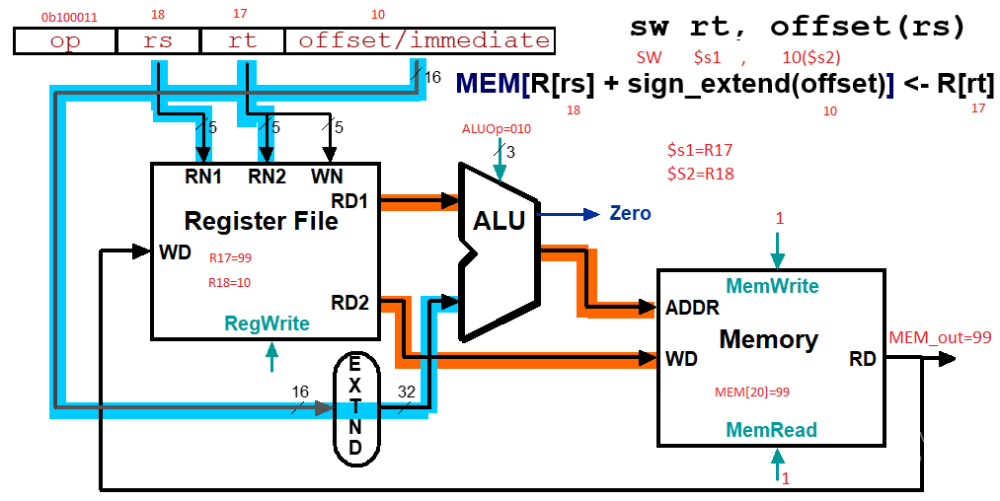 0b100011 18 17 10
op rs rt offset/immediate
sw rt, offset(rs)
SW $s1 , 10($s2)
16
MEM[R[rs] + sign_extend(offset)] <- R[rt]
18 10 17
5 5 5
ALUOp=010
3
$s1=R17
$S2=R18
RN1 RN2 WN
RD1
Register File
ALU
Zero
1
WD
R17=99
R18=10
MemWrite
RD2
ADDR
RegWrite
Memory
MEM_out=99
WD
RD
EXTND
16
32
MEM[20]=99
MemRead
1